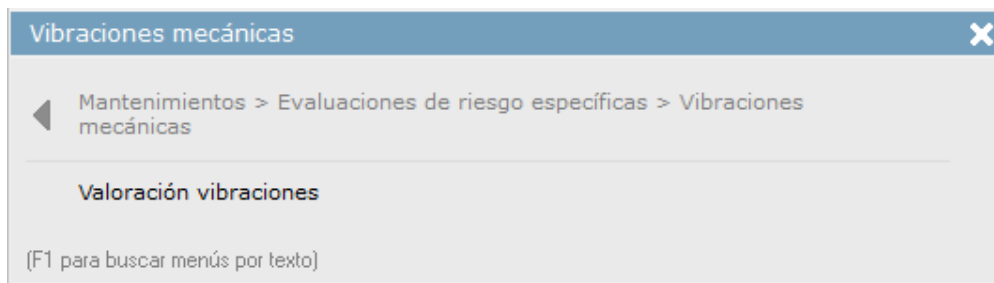 Vibraciones mecánicas
Mantenimientos > Evaluaciones de riesgo específicas > Vibraciones
mecánicas
Valoración vibraciones
(F1 para buscar menús por texto)